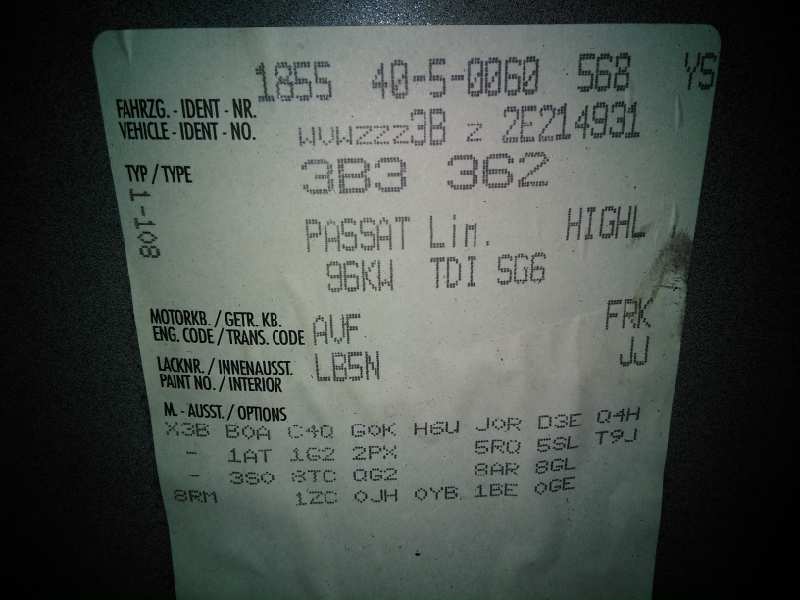 1855 40-5-0060 568 YS
FAHRZG. - IDENT - NR.
VEHICLE - IDENT - NO. WVWZZZ3B Z 2E214931
TYP / TYPE 3B3 362
1-108
PASSAT Lim. HIGHL
96KW TDI SG6
MOTORKB. / GETR. KB.
ENG. CODE / TRANS. CODE AVF FRK
LACKNR. / INNENAUSST. LB5N JJ
PAINT NO. / INTERIOR
M. - AUSST. / OPTIONS
X3B B0A C4Q G0K H6U J0R D3E Q4H
- 1AT 1G2 2PX 5RQ 5SL T9J
- 3S0 8TC QG2 8AR 8GL
8RM 1ZC 0JH 0YB 1BE 0GE